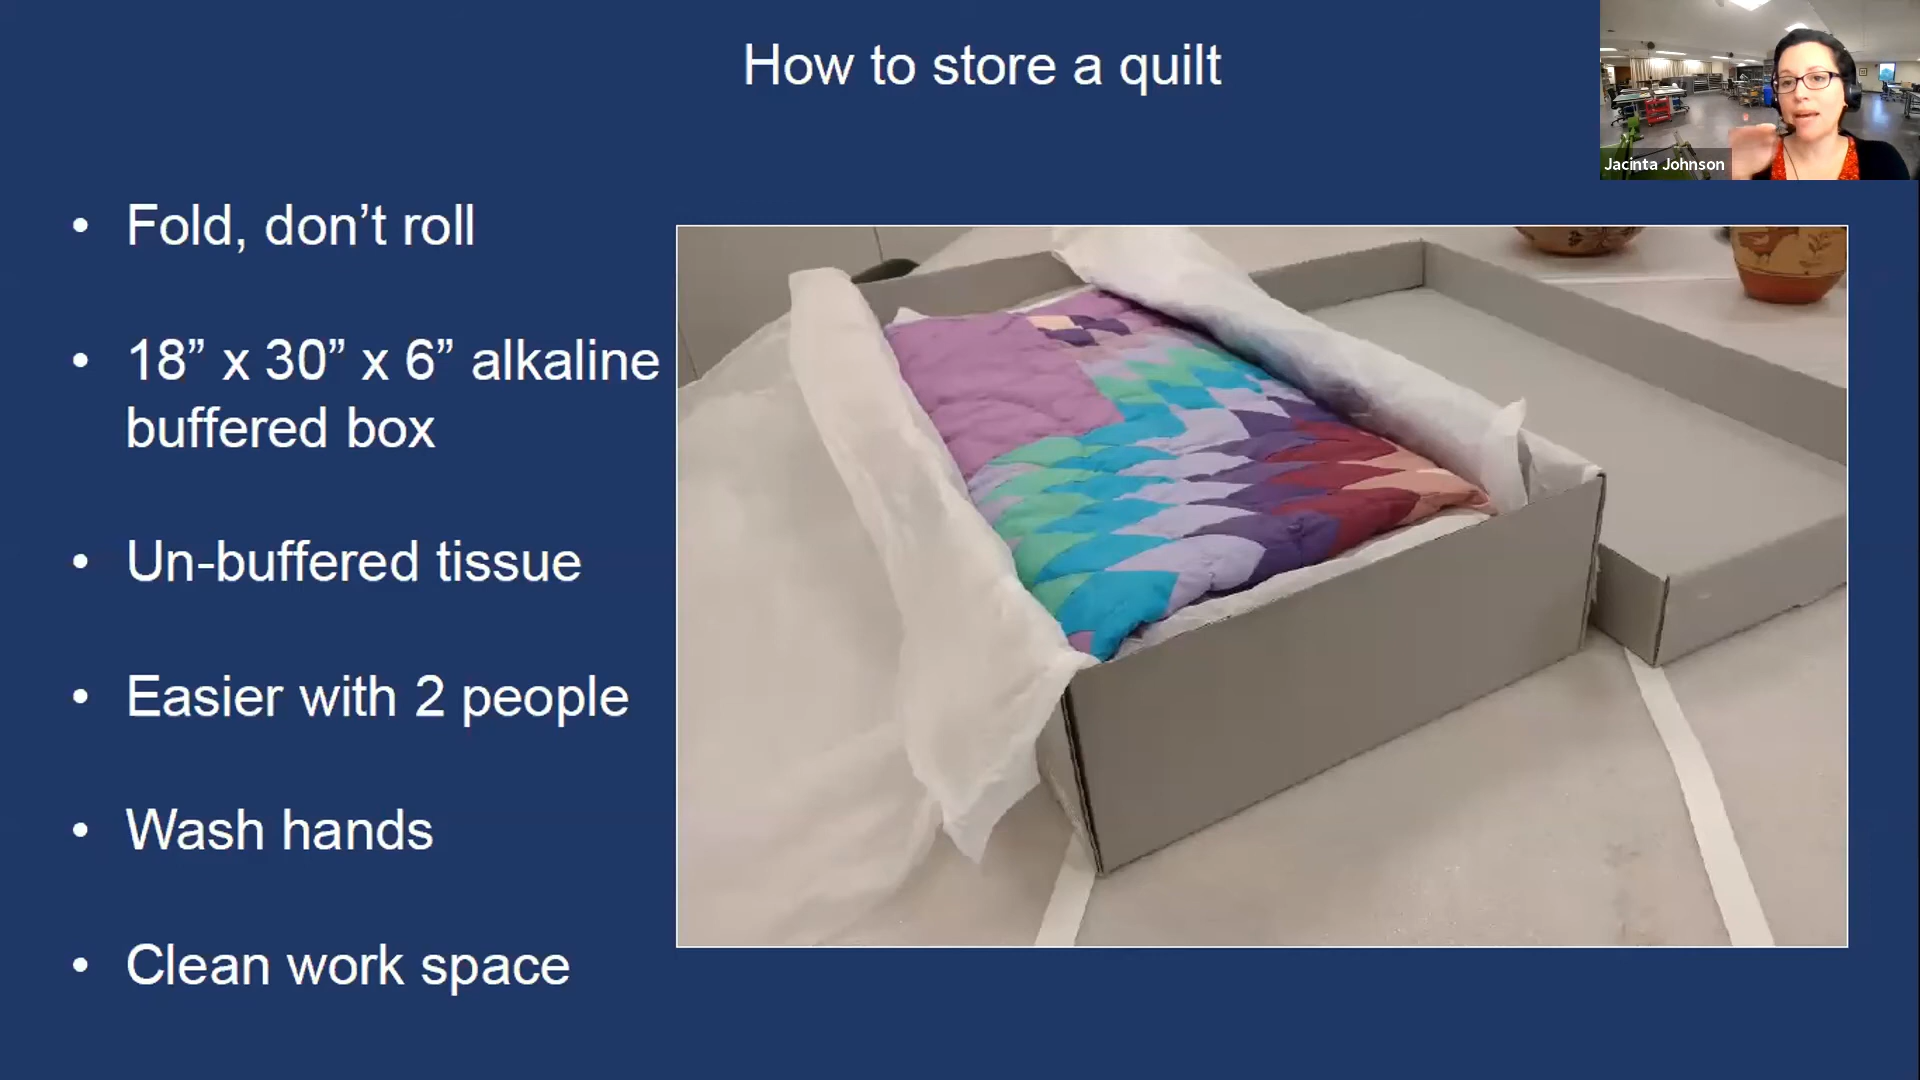 How to store a quilt
Jacinta Johnson
• Fold, don’t roll
• 18” x 30” x 6” alkaline
buffered box
• Un-buffered tissue
• Easier with 2 people
• Wash hands
• Clean work space